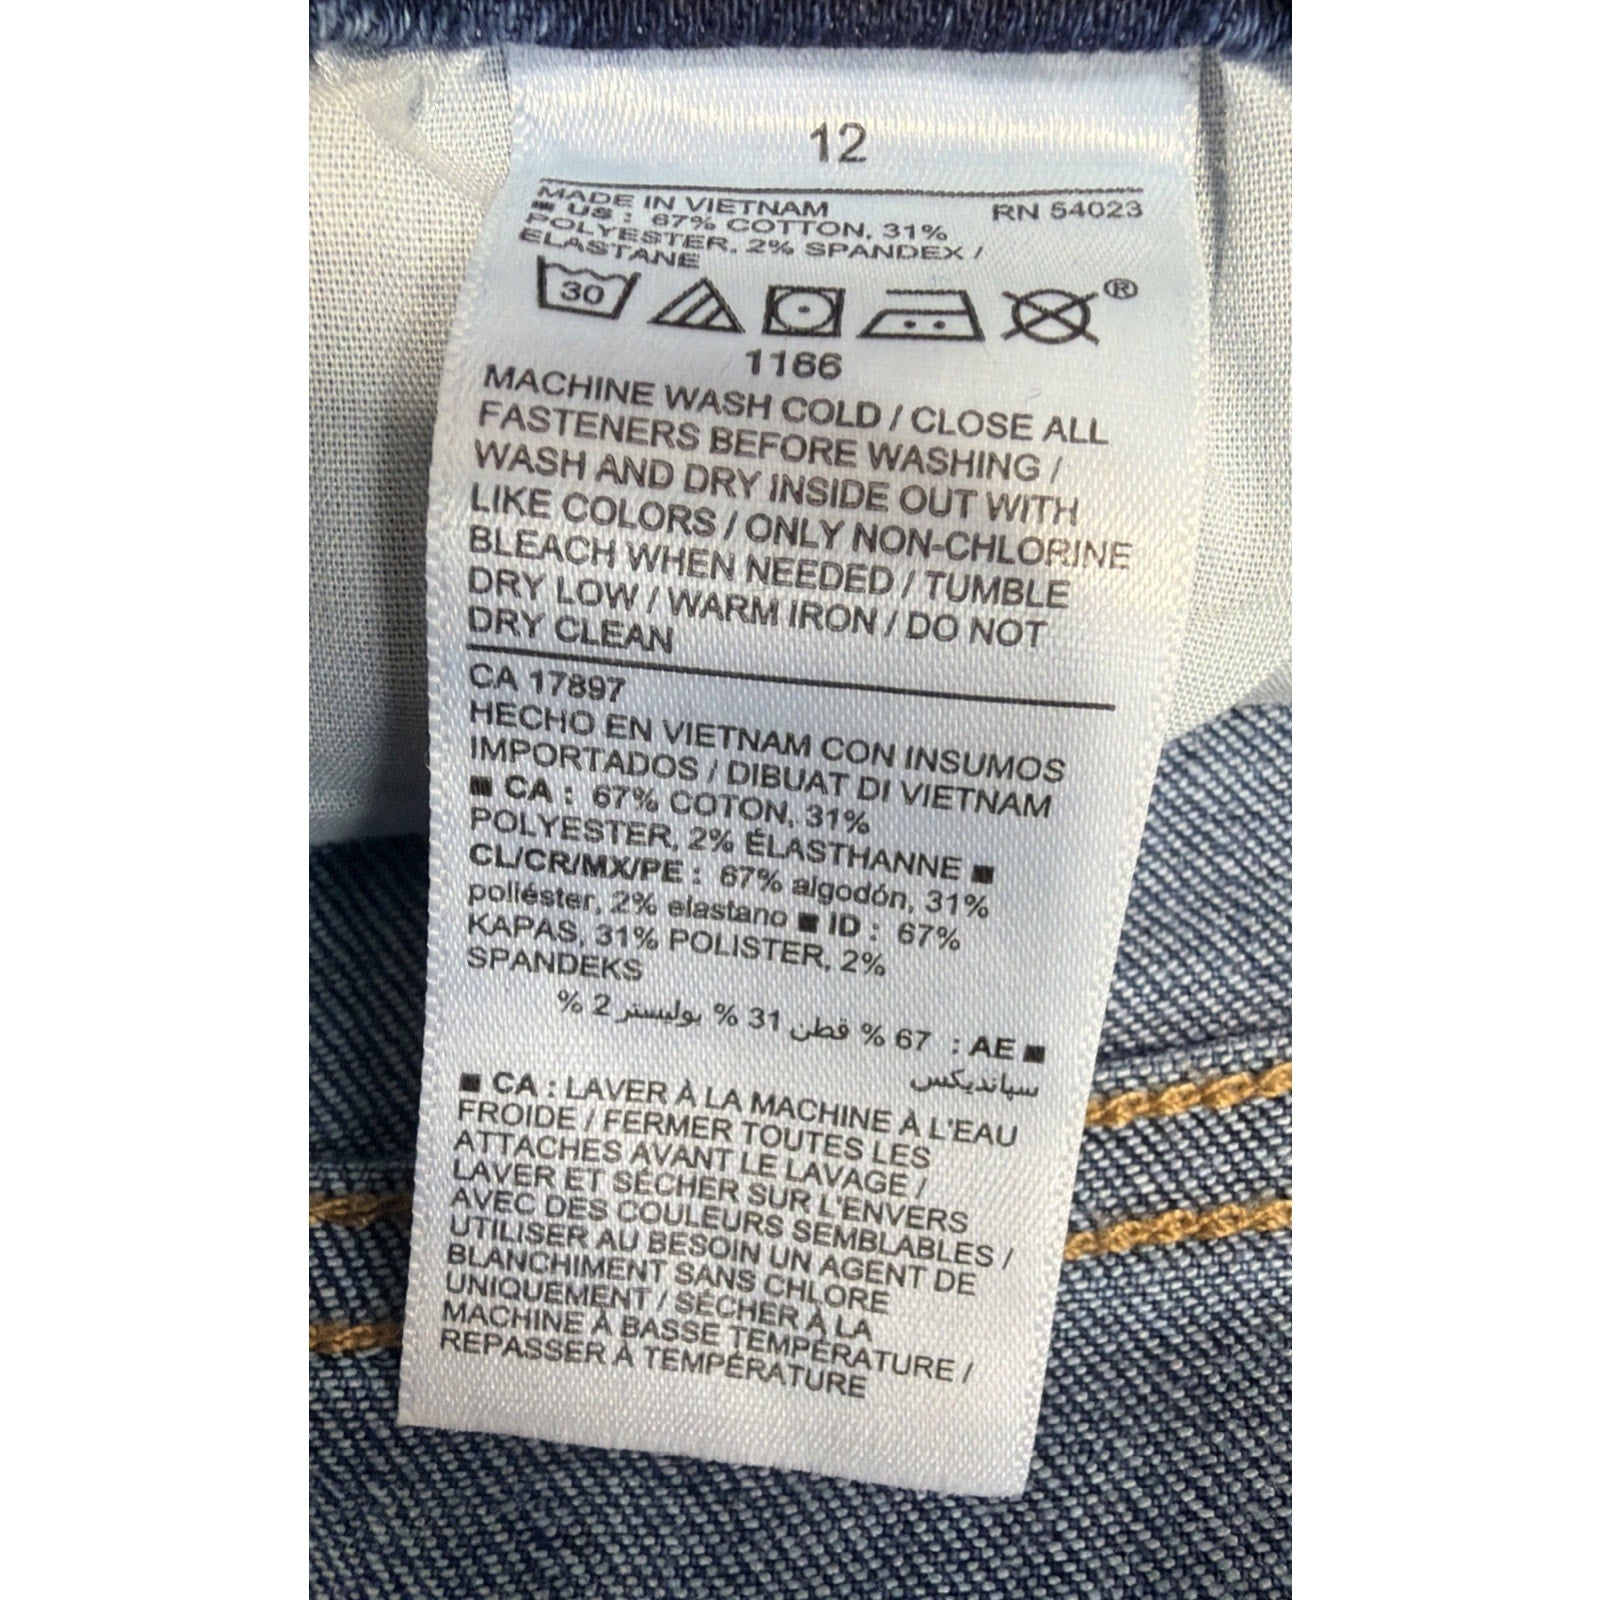 12
MADE IN VIETNAM RN 54023
■ US : 67% COTTON, 31%
POLYESTER, 2% SPANDEX /
ELASTANE
30 ®
1166
MACHINE WASH COLD / CLOSE ALL
FASTENERS BEFORE WASHING /
WASH AND DRY INSIDE OUT WITH
LIKE COLORS / ONLY NON-CHLORINE
BLEACH WHEN NEEDED / TUMBLE
DRY LOW / WARM IRON / DO NOT
DRY CLEAN
CA 17897
HECHO EN VIETNAM CON INSUMOS
IMPORTADOS / DIBUAT DI VIETNAM
■ CA : 67% COTON, 31%
POLYESTER, 2% ÉLASTHANNE ■
CL/CR/MX/PE : 67% algodón, 31%
poliéster, 2% elastano ■ ID : 67%
KAPAS, 31% POLISTER, 2%
SPANDEKS
■ AE : 67 % قطن 31 % بوليستر 2 %
سبانديكس
■ CA : LAVER À LA MACHINE À L'EAU
FROIDE / FERMER TOUTES LES
ATTACHES AVANT LE LAVAGE /
LAVER ET SÉCHER SUR L'ENVERS
AVEC DES COULEURS SEMBLABLES /
UTILISER AU BESOIN UN AGENT DE
BLANCHIMENT SANS CHLORE
UNIQUEMENT / SÉCHER À LA
MACHINE À BASSE TEMPÉRATURE /
REPASSER À TEMPÉRATURE